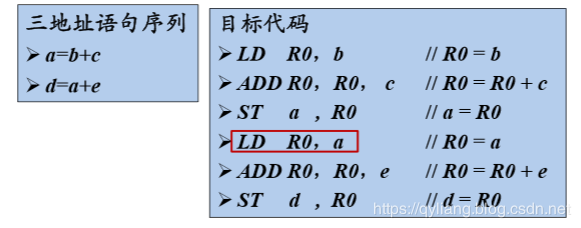 三地址语句序列
➢ a=b+c
➢ d=a+e
目标代码
➢ LD R0，b // R0 = b
➢ ADD R0，R0， c // R0 = R0 + c
➢ ST a ，R0 // a = R0
➢ LD R0，a // R0 = a
➢ ADD R0，R0，e // R0 = R0 + e
➢ ST d ，R0 // d = R0
https://qyliang.blog.csdn.net